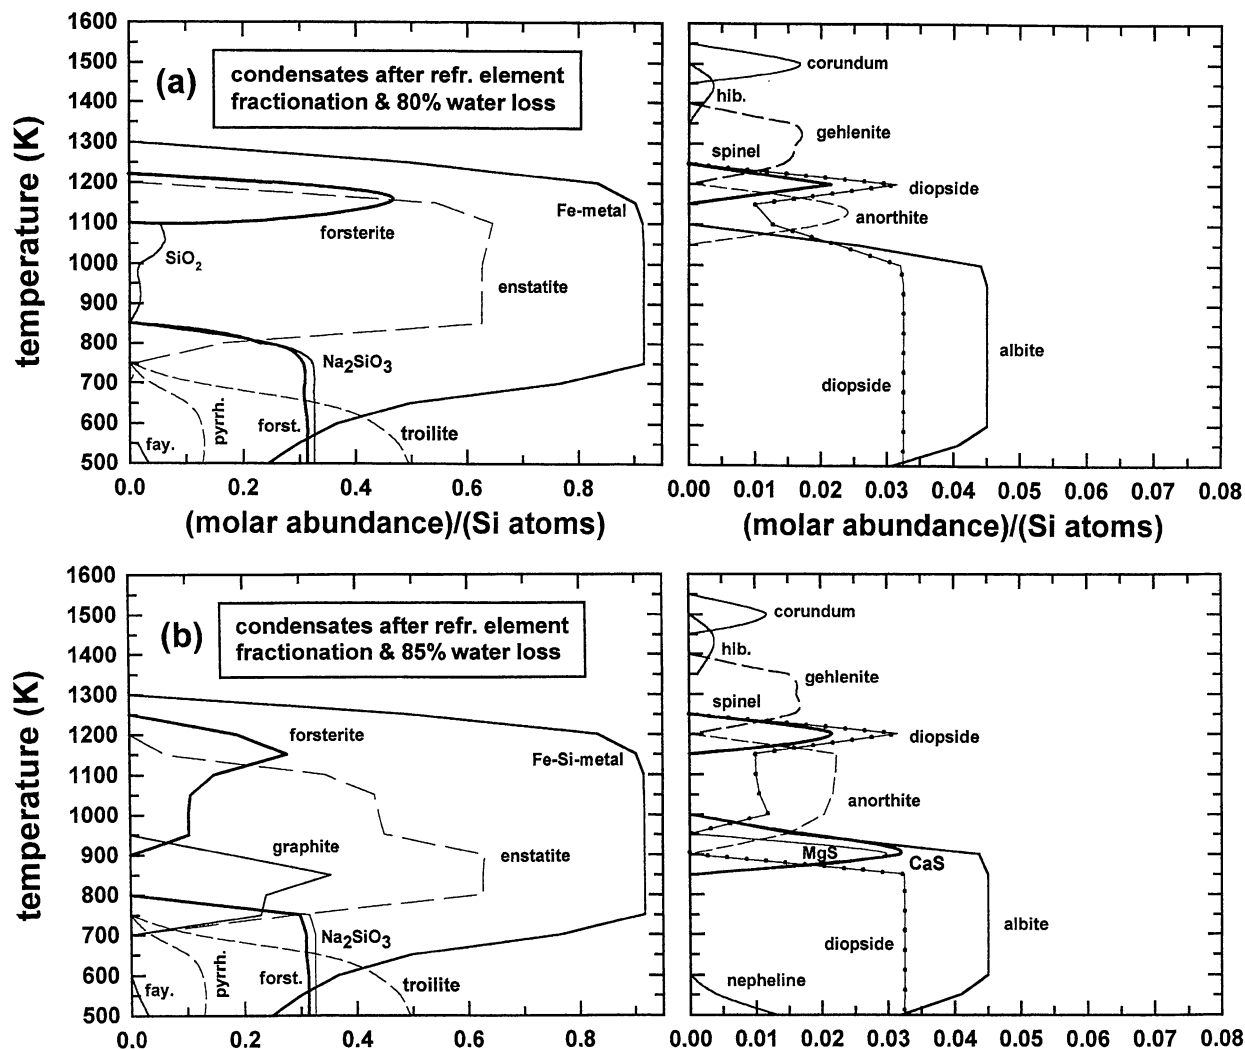 1600
1500
1400
1300
1200
1100
1000
900
800
700
600
500
temperature (K)
(a)
condensates after refr. element
fractionation & 80% water loss
Fe-metal
forsterite
SiO2
enstatite
Na2SiO3
pyrrh.
forst.
troilite
fay.
0.0 0.2 0.4 0.6 0.8
(molar abundance)/(Si atoms)
corundum
hib.
gehlenite
spinel
diopside
anorthite
albite
diopside
0.00 0.01 0.02 0.03 0.04 0.05 0.06 0.07 0.08
(molar abundance)/(Si atoms)
1600
1500
1400
1300
1200
1100
1000
900
800
700
600
500
temperature (K)
(b)
condensates after refr. element
fractionation & 85% water loss
forsterite
Fe-Si-metal
graphite
enstatite
Na2SiO3
pyrrh.
forst.
troilite
fay.
0.0 0.2 0.4 0.6 0.8
corundum
hib.
gehlenite
spinel
diopside
anorthite
MgS
CaS
albite
diopside
nepheline
0.00 0.01 0.02 0.03 0.04 0.05 0.06 0.07 0.08